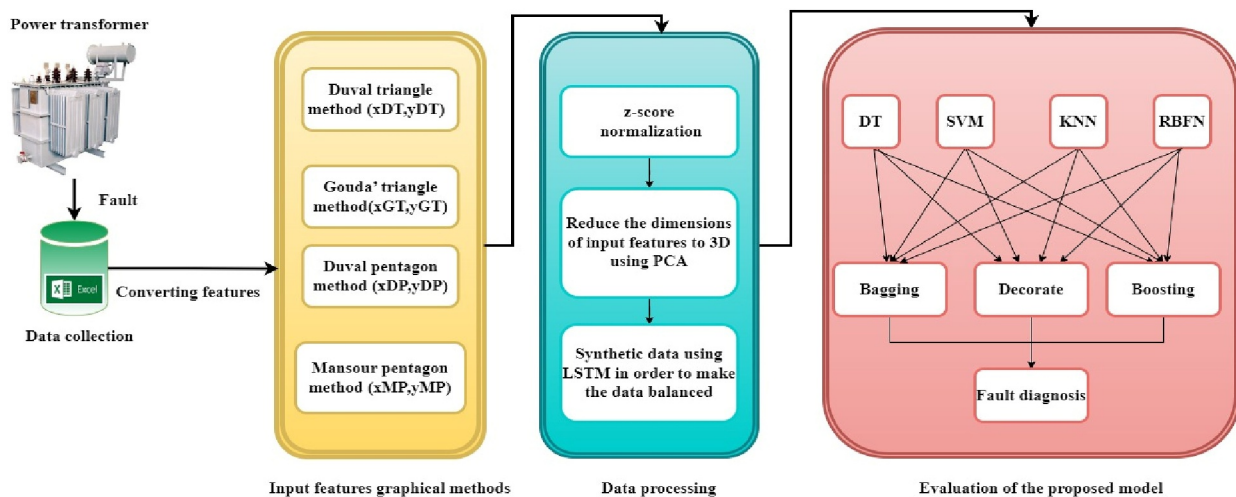 Power transformer
Fault
Excel
Converting features
Data collection
Duval triangle
method (xDT,yDT)
Gouda’ triangle
method(xGT,yGT)
Duval pentagon
method (xDP,yDP)
Mansour pentagon
method (xMP,yMP)
Input features graphical methods
z-score
normalization
Reduce the dimensions
of input features to 3D
using PCA
Synthetic data using
LSTM in order to make
the data balanced
Data processing
DT SVM KNN RBFN
Bagging Decorate Boosting
Fault diagnosis
Evaluation of the proposed model